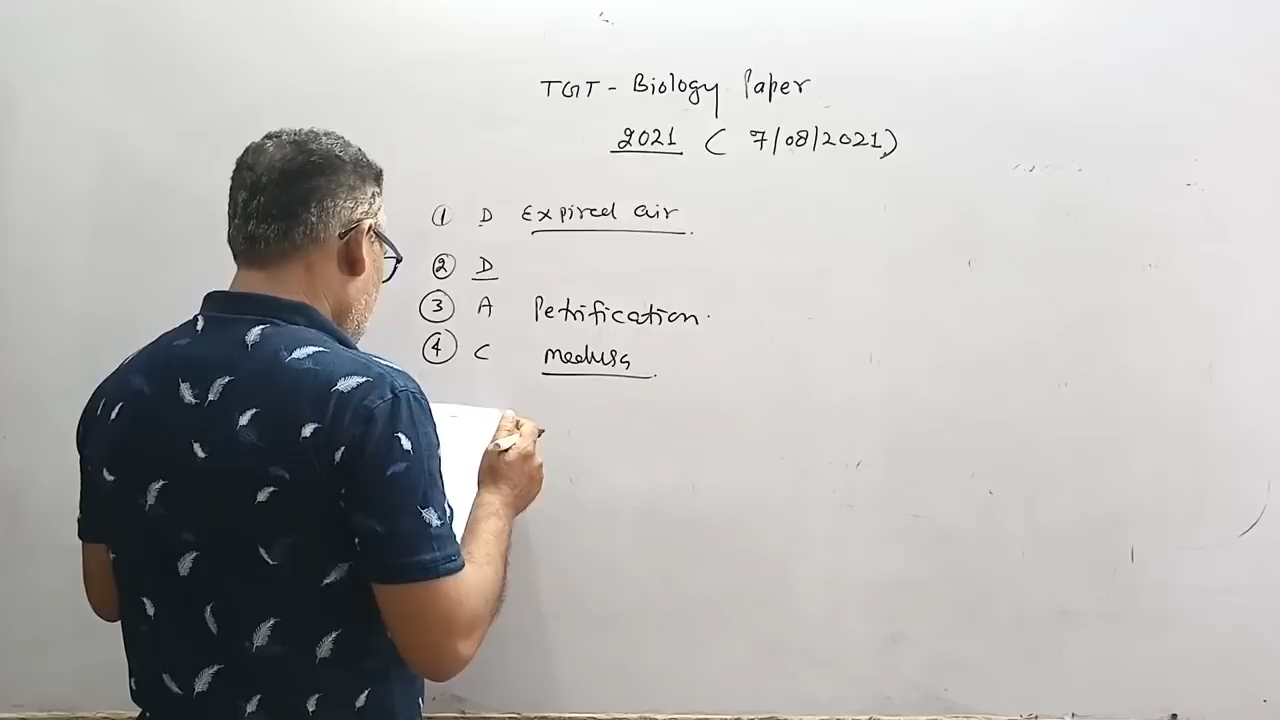 TGT - Biology Paper
2021 ( 7/08/2021)
① D Expired air
② D
③ A Petrification.
④ C Medusa